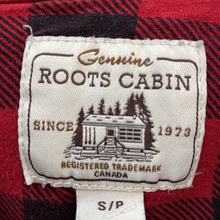 Genuine
ROOTS CABIN
SINCE 1973
REGISTERED TRADEMARK
CANADA
S/P